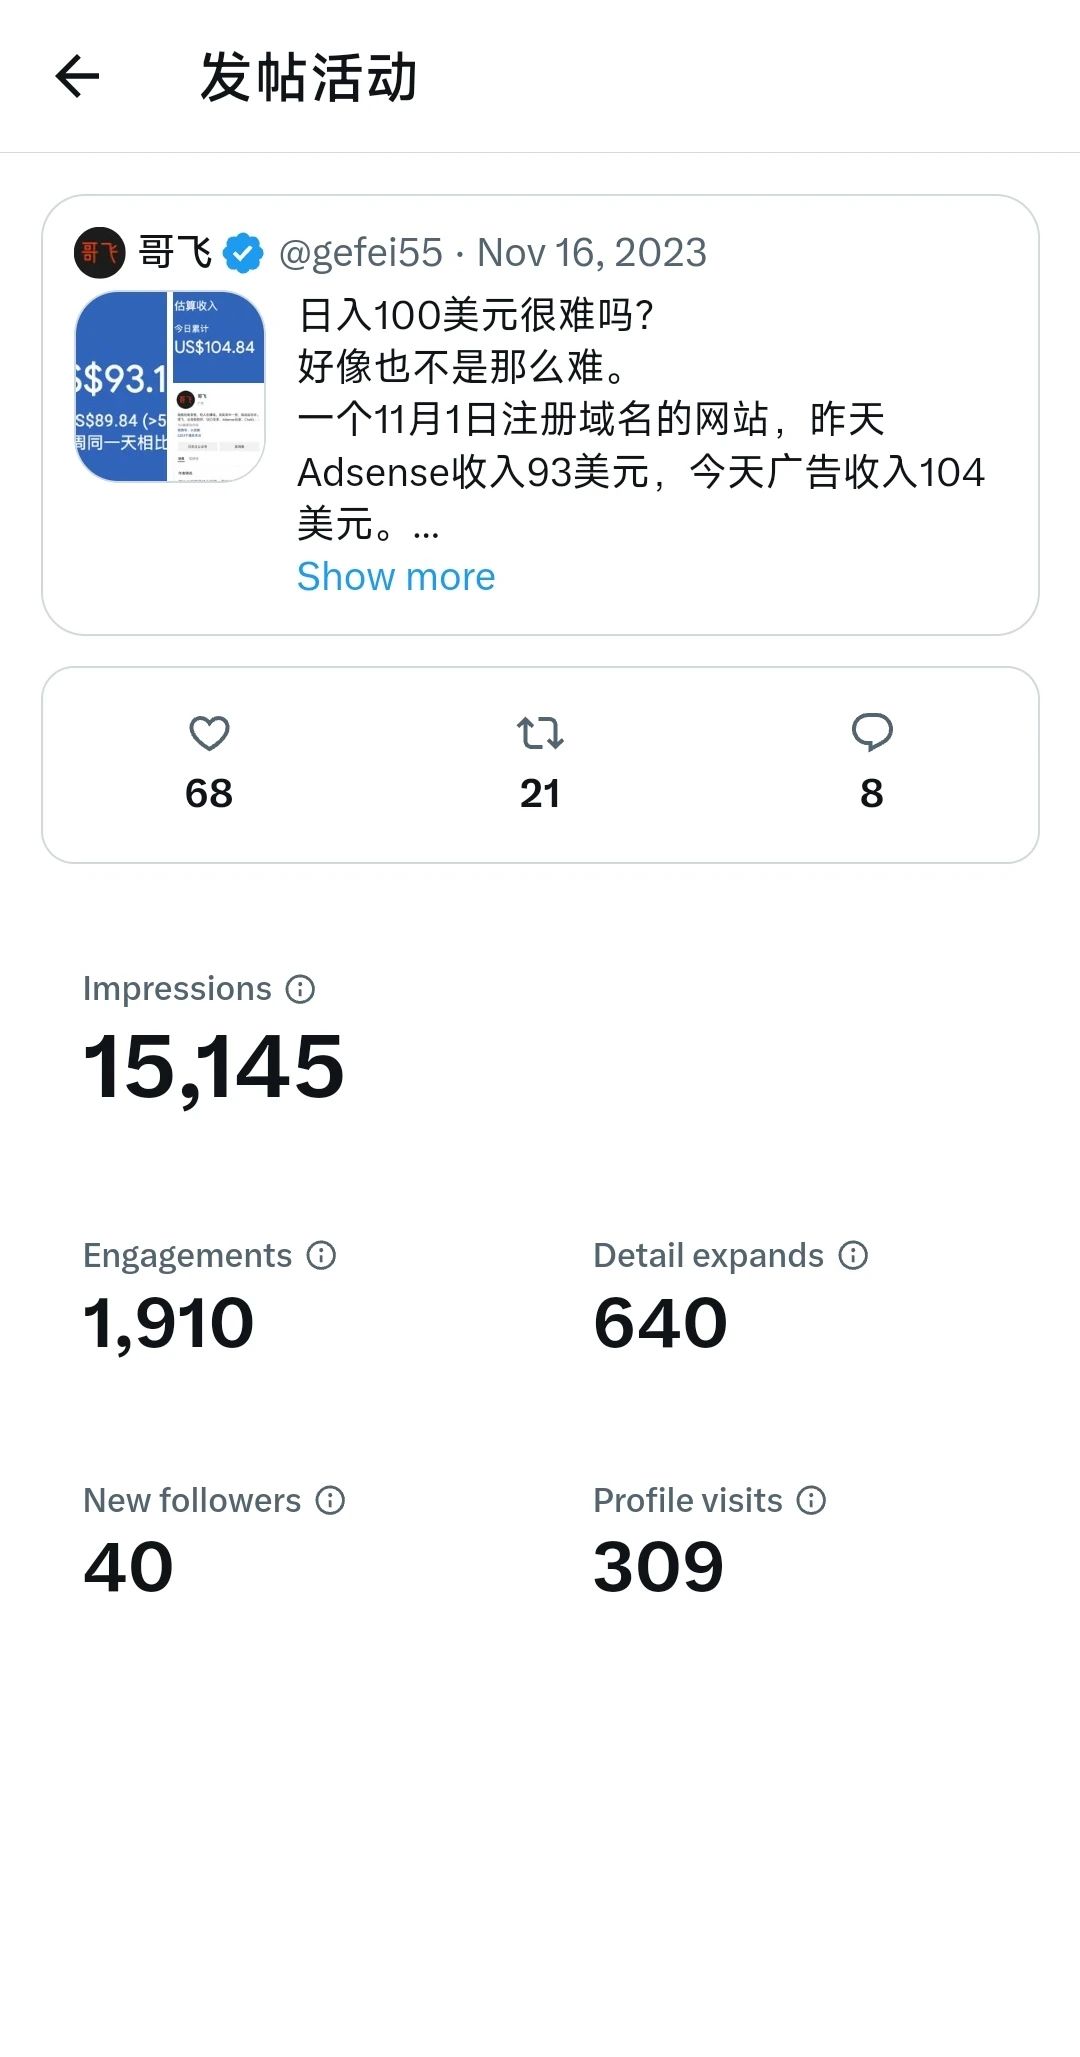 发帖活动
哥飞 @gefei55 · Nov 16, 2023
估算收入
今日累计
US$104.84
$93.1
S$89.84 (>5
周同一天相比
哥飞
日入100美元很难吗?
好像也不是那么难。
一个11月1日注册域名的网站，昨天
Adsense收入93美元，今天广告收入104
美元。...
Show more
68 21 8
Impressions
15,145
Engagements Detail expands
1,910 640
New followers Profile visits
40 309